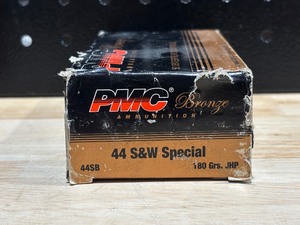 PMC Bronze
AMMUNITION
44 S&W Special
44SB 180 Grs. JHP